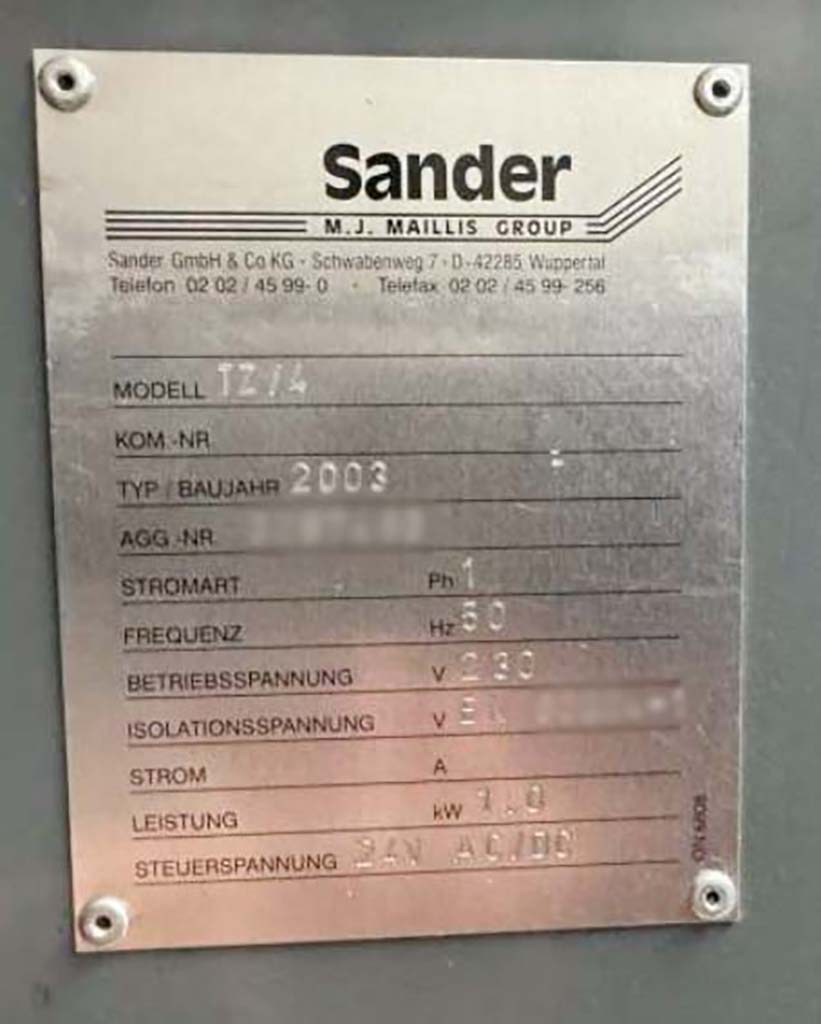 Sander
M.J. MAILLIS GROUP
Sander GmbH & Co KG · Schwabenweg 7 · D-42285 Wuppertal
Telefon 02 02 / 45 99-0 · Telefax 02 02 / 45 99-256
MODELL TZ/4
KOM.-NR.
TYP / BAUJAHR 2003
AGG.-NR.
STROMART Ph 1
FREQUENZ Hz 50
BETRIEBSSPANNUNG V 230
ISOLATIONSSPANNUNG V EN
STROM A
LEISTUNG kW 1.0
STEUERSPANNUNG 24V AC/DC